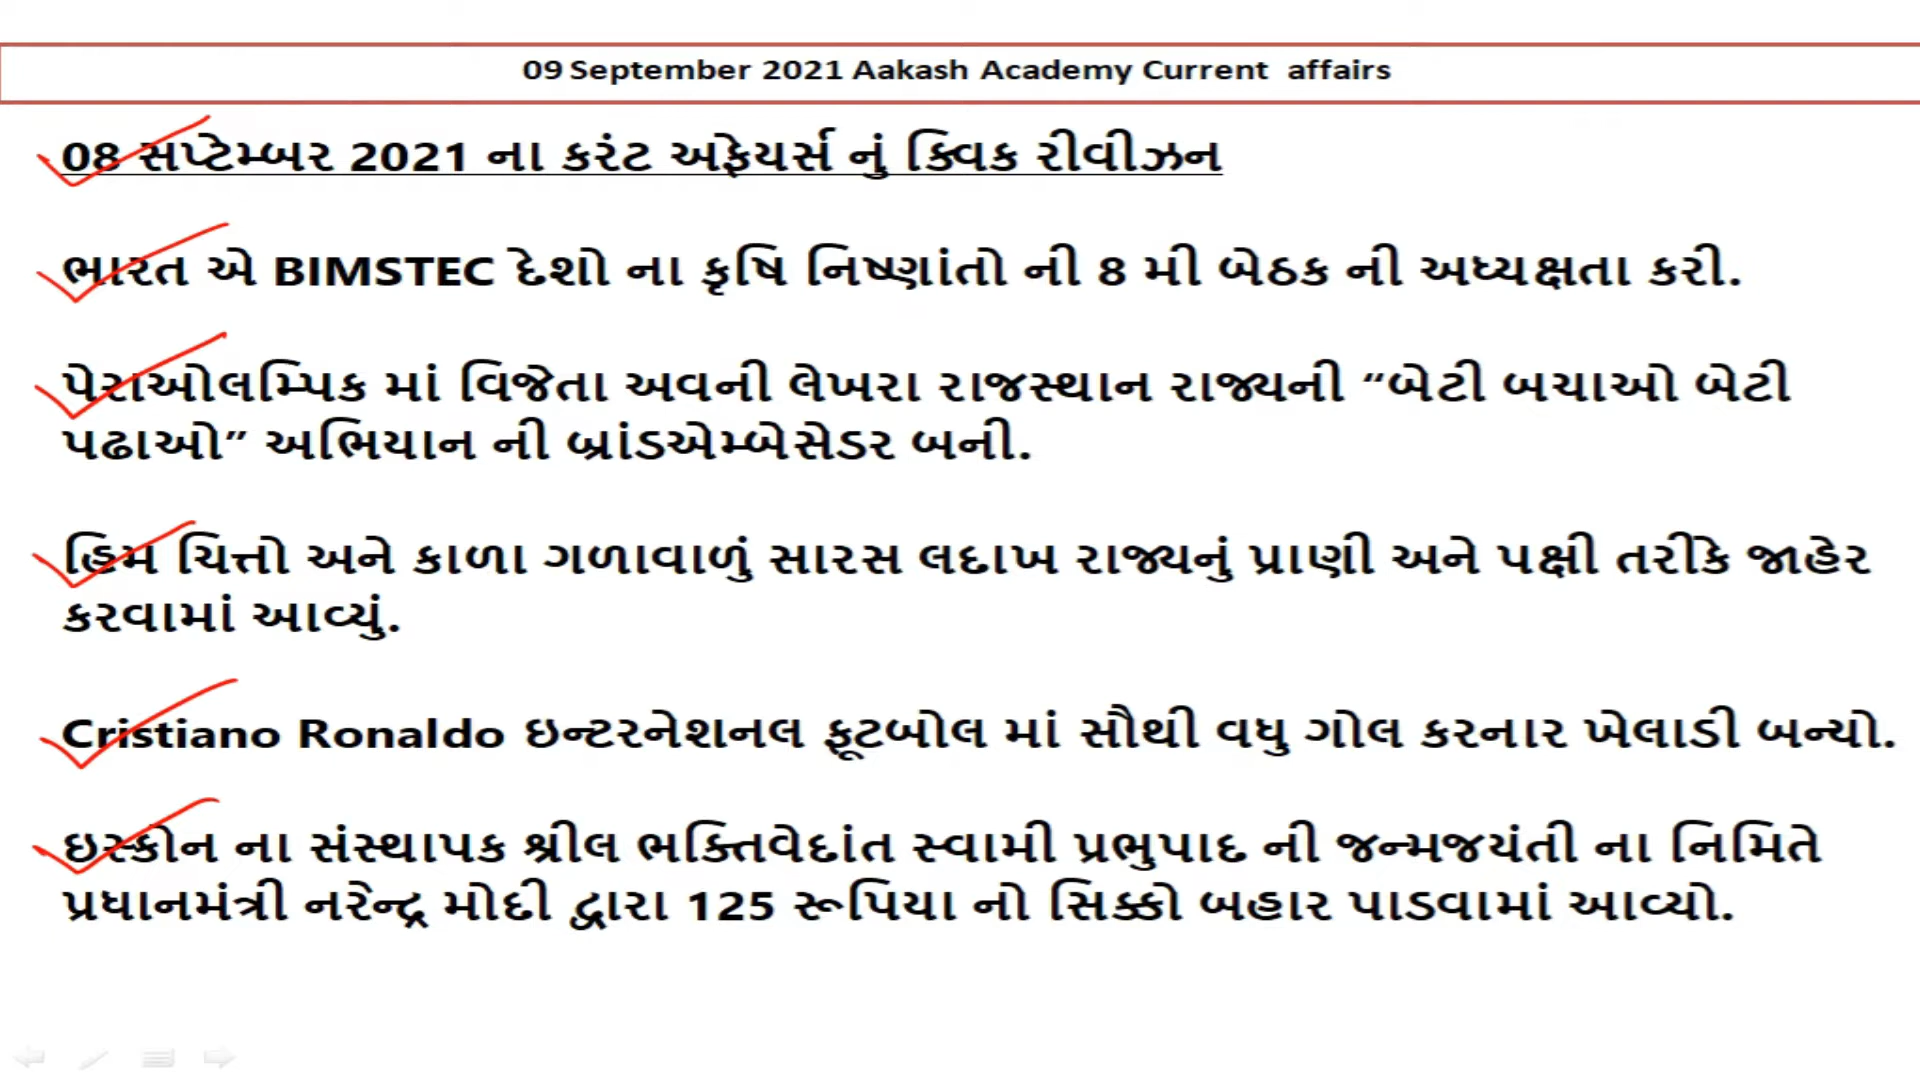 09 September 2021 Aakash Academy Current affairs
08 સપ્ટેમ્બર 2021 ના કરંટ અફેયર્સ નું ક્વિક રીવીઝન
ભારત એ BIMSTEC દેશો ના કૃષિ નિષ્ણાંતો ની 8 મી બેઠક ની અધ્યક્ષતા કરી.
પેરાઓલમ્પિક માં વિજેતા અવની લેખરા રાજસ્થાન રાજ્યની “બેટી બચાઓ બેટી
પઢાઓ” અભિયાન ની બ્રાંડએમ્બેસેડર બની.
હિમ ચિત્તો અને કાળા ગળાવાળું સારસ લદાખ રાજ્યનું પ્રાણી અને પક્ષી તરીકે જાહેર
કરવામાં આવ્યું.
Cristiano Ronaldo ઇન્ટરનેશનલ ફૂટબોલ માં સૌથી વધુ ગોલ કરનાર ખેલાડી બન્યો.
ઇસ્કોન ના સંસ્થાપક શ્રીલ ભક્તિવેદાંત સ્વામી પ્રભુપાદ ની જન્મજયંતી ના નિમિતે
પ્રધાનમંત્રી નરેન્દ્ર મોદી દ્વારા 125 રૂપિયા નો સિક્કો બહાર પાડવામાં આવ્યો.